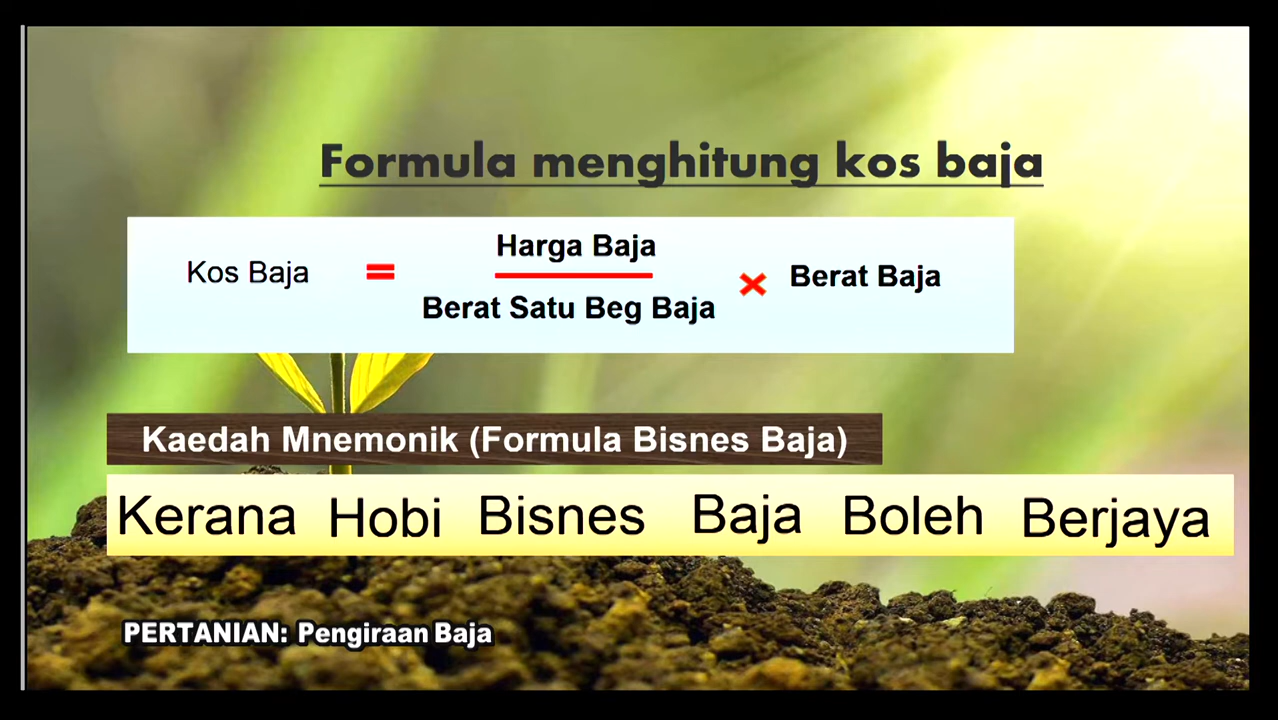 Formula menghitung kos baja
Kos Baja = Harga Baja × Berat Baja
Berat Satu Beg Baja
Kaedah Mnemonik (Formula Bisnes Baja)
Kerana Hobi Bisnes Baja Boleh Berjaya
PERTANIAN: Pengiraan Baja